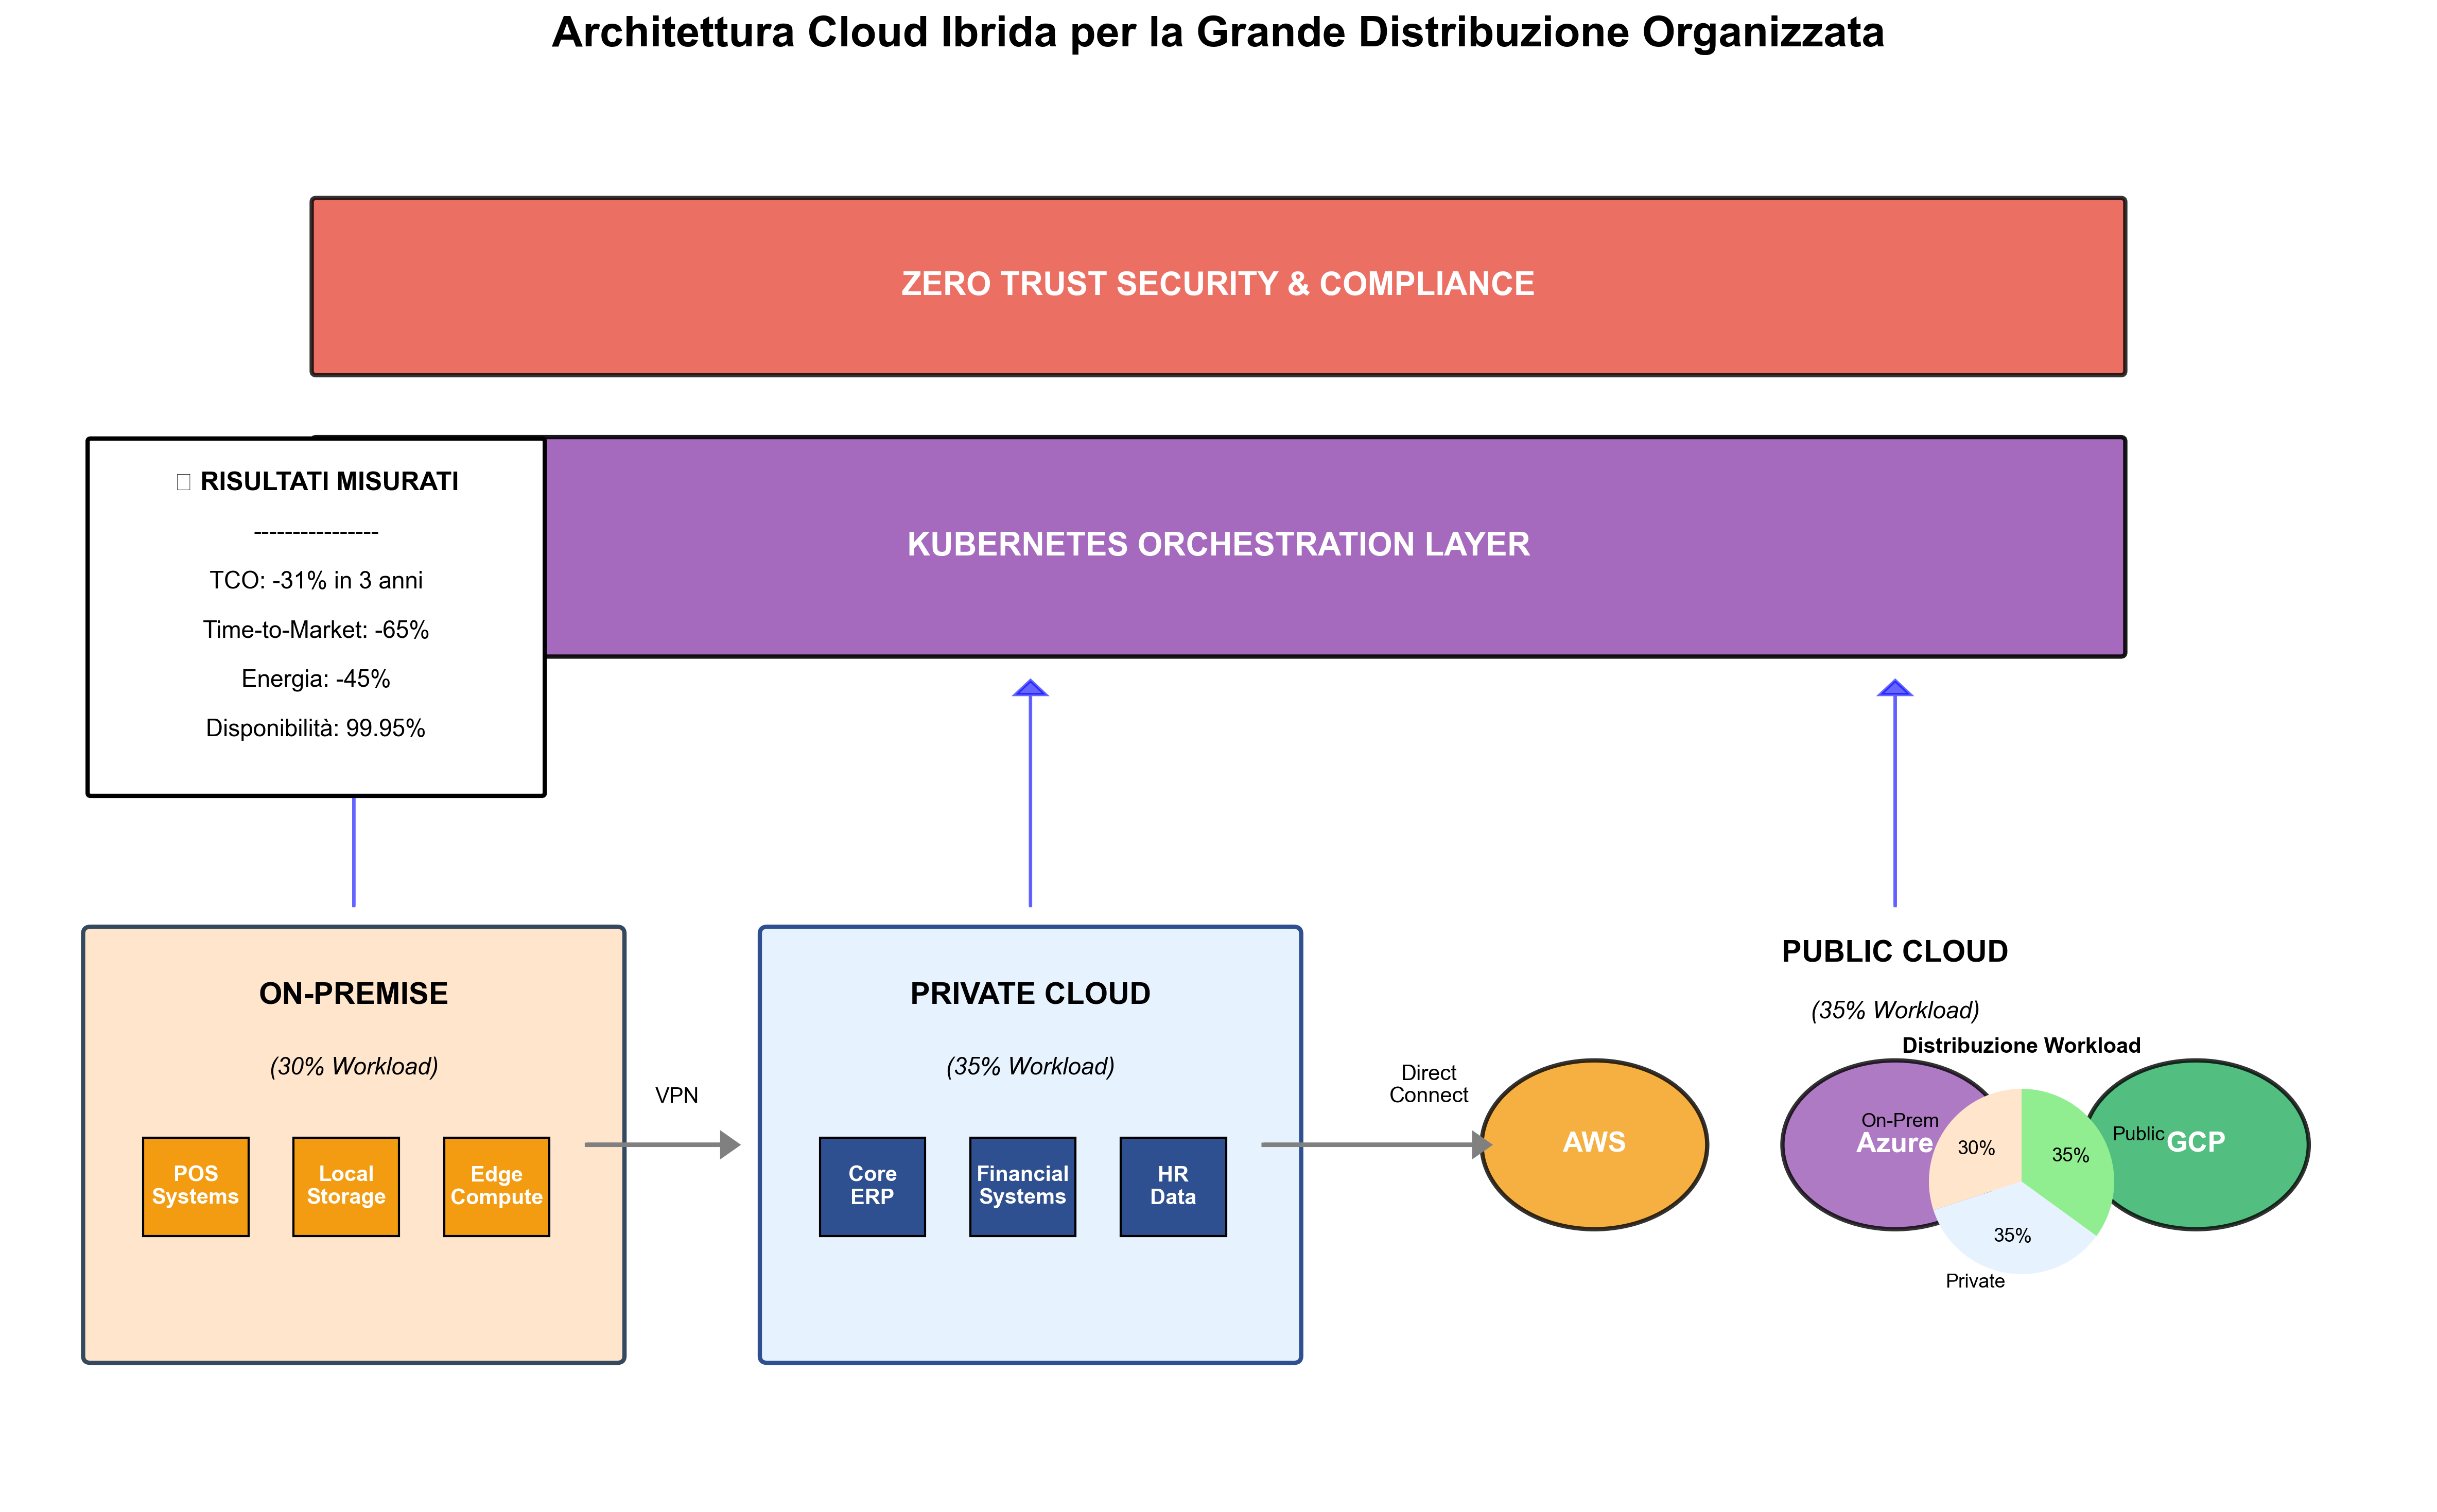 Architettura Cloud Ibrida per la Grande Distribuzione Organizzata
ZERO TRUST SECURITY & COMPLIANCE
KUBERNETES ORCHESTRATION LAYER
RISULTATI MISURATI
----------------
TCO: -31% in 3 anni
Time-to-Market: -65%
Energia: -45%
Disponibilità: 99.95%
ON-PREMISE
(30% Workload)
POS
Systems
Local
Storage
Edge
Compute
VPN
PRIVATE CLOUD
(35% Workload)
Core
ERP
Financial
Systems
HR
Data
Direct
Connect
PUBLIC CLOUD
(35% Workload)
AWS
Azure
GCP
Distribuzione Workload
On-Prem
30%
Public
35%
35%
Private